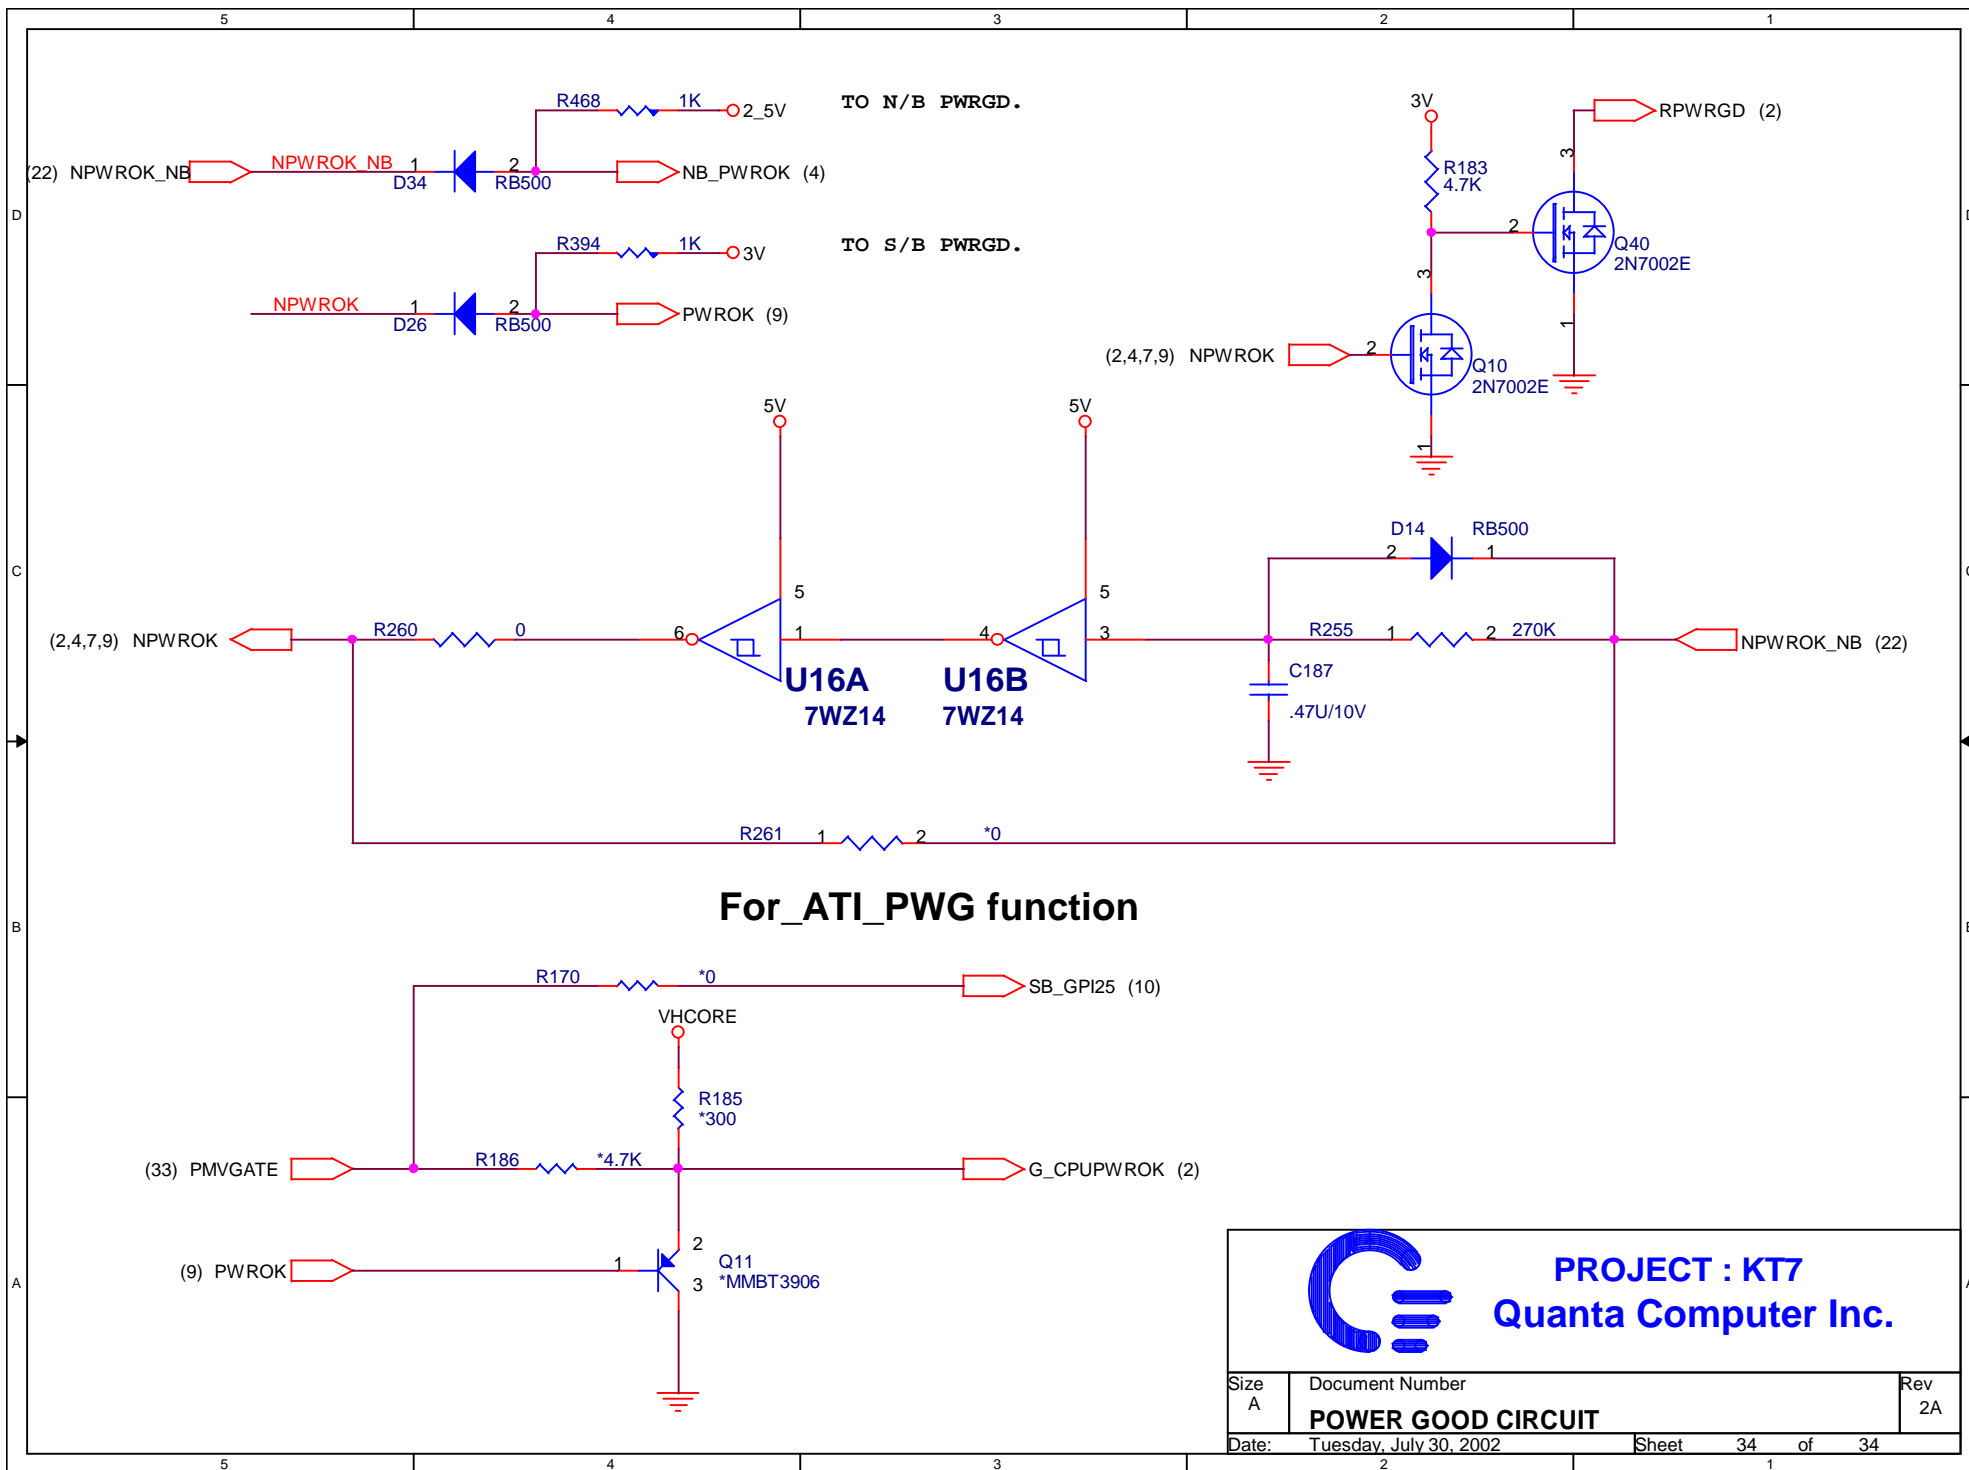 5 4 3 2 1
R468 1K 2_5V
TO N/B PWRGD.
(22) NPWROK_NB
NPWROK_NB 1 2
D34 RB500
NB_PWROK (4)
R394 1K 3V
TO S/B PWRGD.
NPWROK 1 2
D26 RB500
PWROK (9)
3V
RPWRGD (2)
R183
4.7K
3
2
Q40
2N7002E
1
3
(2,4,7,9) NPWROK 2
Q10
2N7002E
1
D
D
5V
5V
D14 RB500
2 1
C
C
5
5
(2,4,7,9) NPWROK
R260 0
6 1
4 3
R255 1 2 270K
NPWROK_NB (22)
U16A
7WZ14
U16B
7WZ14
C187
.47U/10V
R261 1 2 *0
For_ATI_PWG function
B
B
R170 *0
SB_GPI25 (10)
VHCORE
R185
*300
(33) PMVGATE
R186 *4.7K
G_CPUPWROK (2)
(9) PWROK
1
2
3
Q11
*MMBT3906
A
A
PROJECT : KT7
Quanta Computer Inc.
Size
A
Document Number
POWER GOOD CIRCUIT
Rev
2A
Date: Tuesday, July 30, 2002 Sheet 34 of 34
5 4 3 2 1